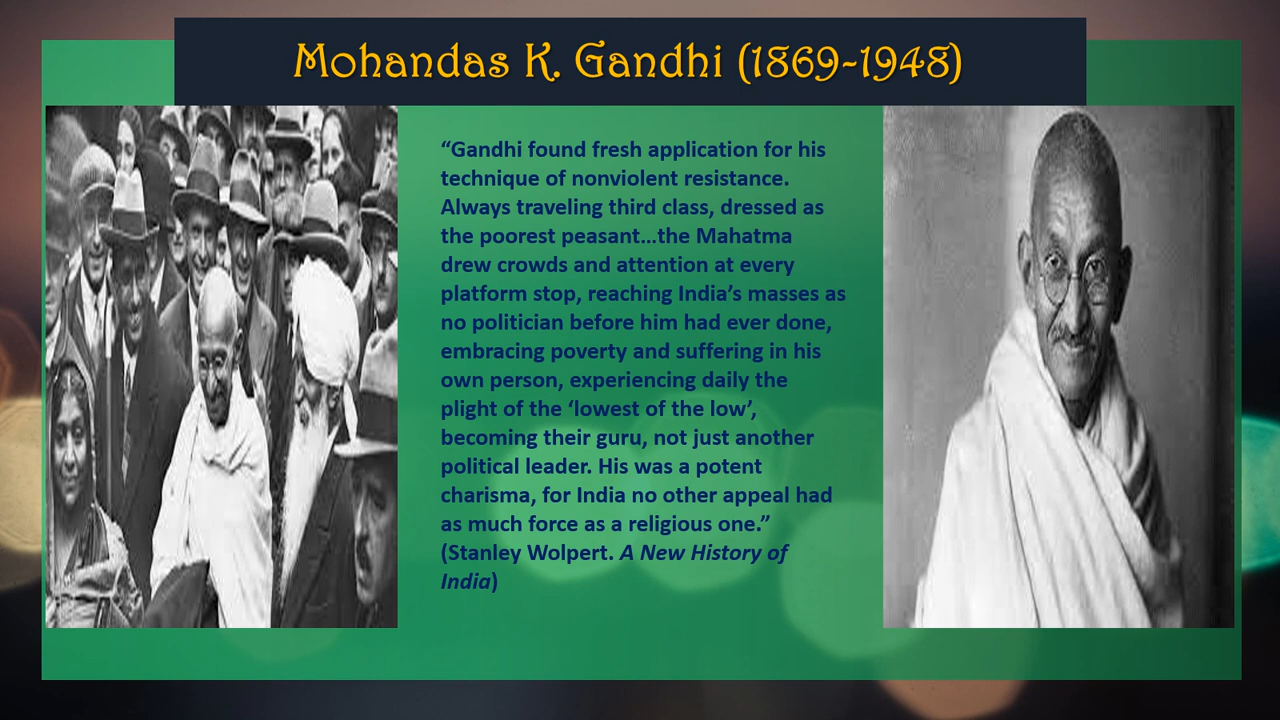 Mohandas K. Gandhi (1869-1948)
“Gandhi found fresh application for his
technique of nonviolent resistance.
Always traveling third class, dressed as
the poorest peasant…the Mahatma
drew crowds and attention at every
platform stop, reaching India’s masses as
no politician before him had ever done,
embracing poverty and suffering in his
own person, experiencing daily the
plight of the ‘lowest of the low’,
becoming their guru, not just another
political leader. His was a potent
charisma, for India no other appeal had
as much force as a religious one.”
(Stanley Wolpert. A New History of
India)